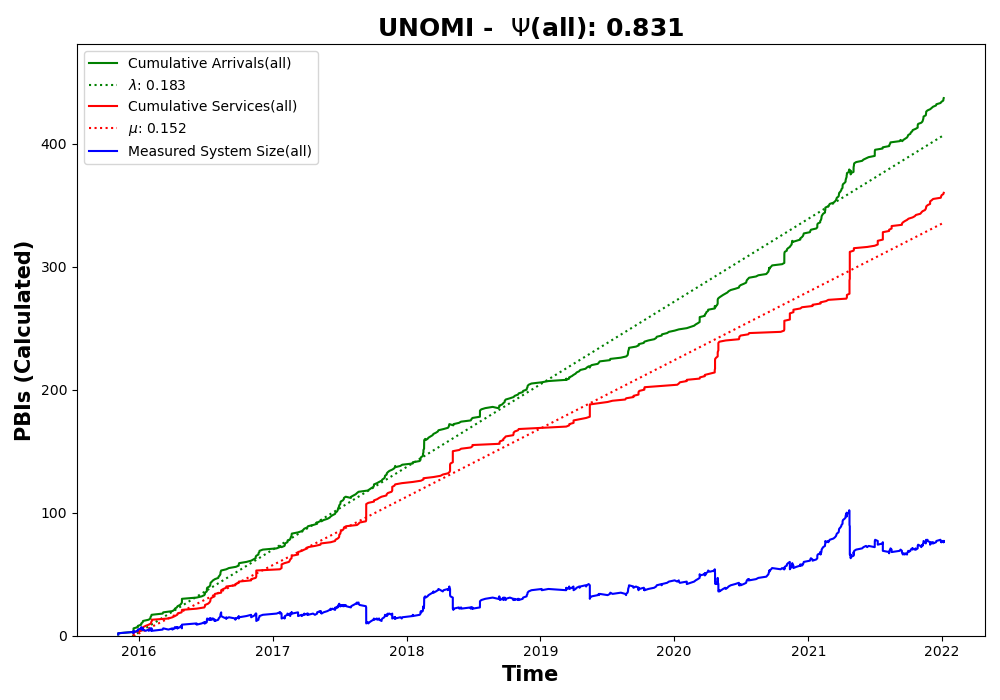 UNOMI - Ψ(all): 0.831
Cumulative Arrivals(all)
λ: 0.183
Cumulative Services(all)
μ: 0.152
Measured System Size(all)
PBIs (Calculated)
400
300
200
100
0
2016 2017 2018 2019 2020 2021 2022
Time